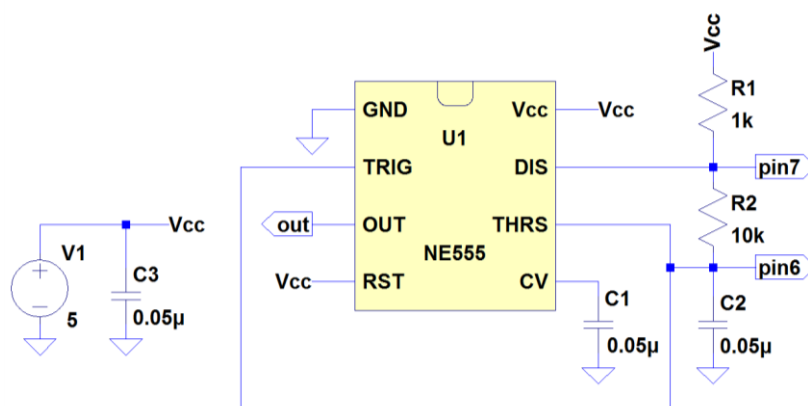 Vcc
R1
1k
GND
Vcc
Vcc
U1
TRIG
DIS
pin7
R2
10k
Vcc
V1
5
C3
0.05µ
out
OUT
THRS
NE555
pin6
Vcc
RST
CV
C1
0.05µ
C2
0.05µ